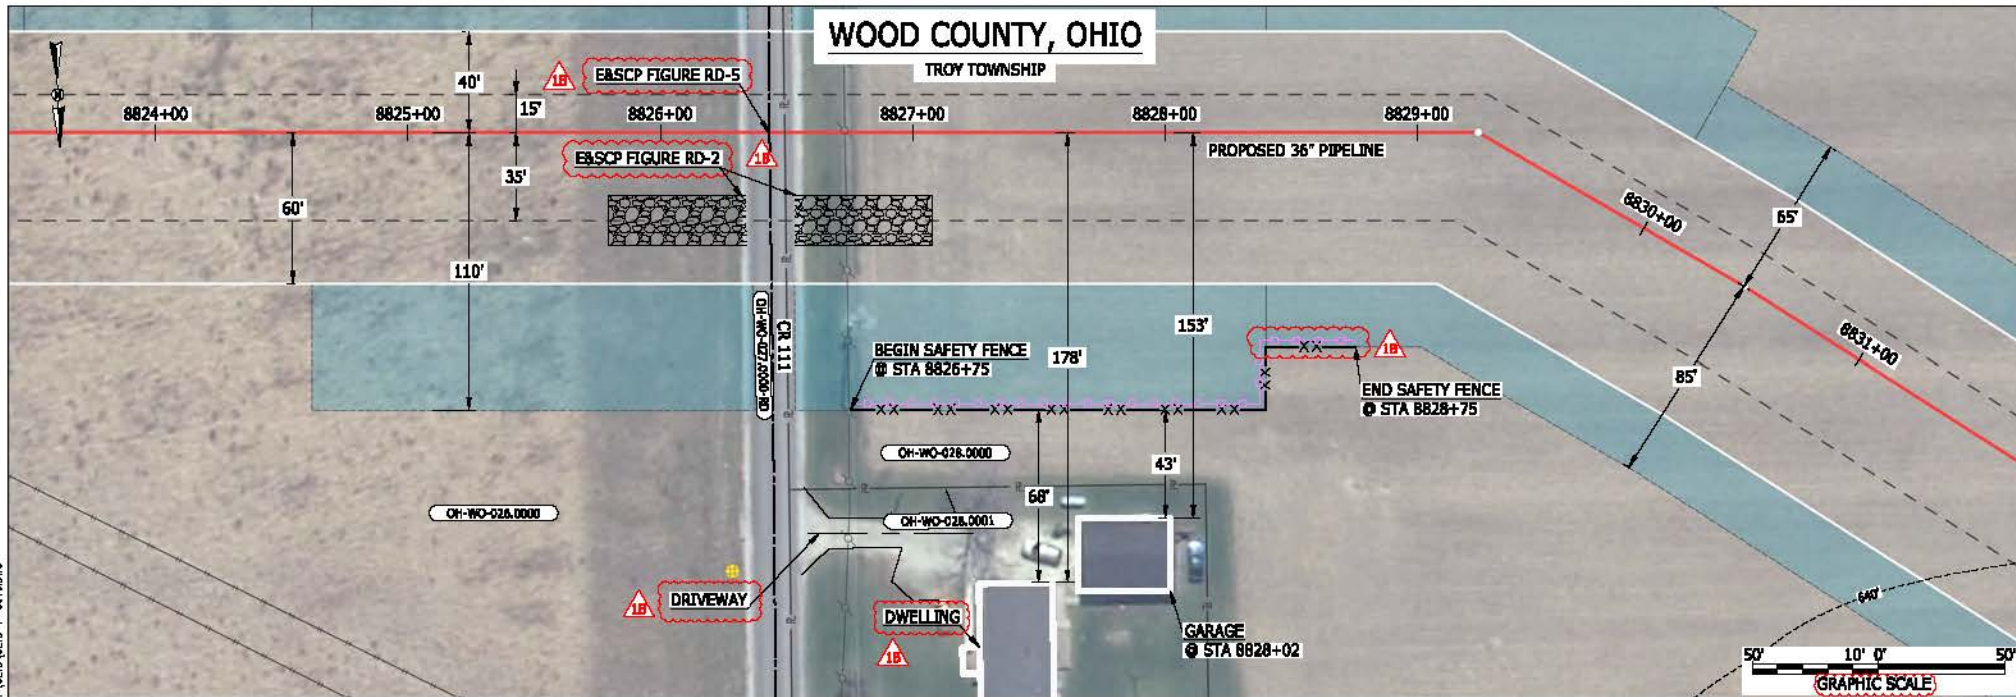 WOOD COUNTY, OHIO
TROY TOWNSHIP
40'
15'
1B
E&SCP FIGURE RD-5
8824+00
8825+00
8826+00
8827+00
8828+00
8829+00
E&SCP FIGURE RD-2
1B
PROPOSED 36" PIPELINE
35'
60'
110'
8830+00
65'
8831+00
85'
OH-WO-027.0000-RD
CR 111
153'
178'
BEGIN SAFETY FENCE
@ STA 8826+75
1B
END SAFETY FENCE
@ STA 8828+75
OH-WO-028.0000
43'
68'
OH-WO-026.0000
OH-WO-028.0001
1B
DRIVEWAY
DWELLING
1B
GARAGE
@ STA 8828+02
640'
50'
10'
0'
50'
GRAPHIC SCALE